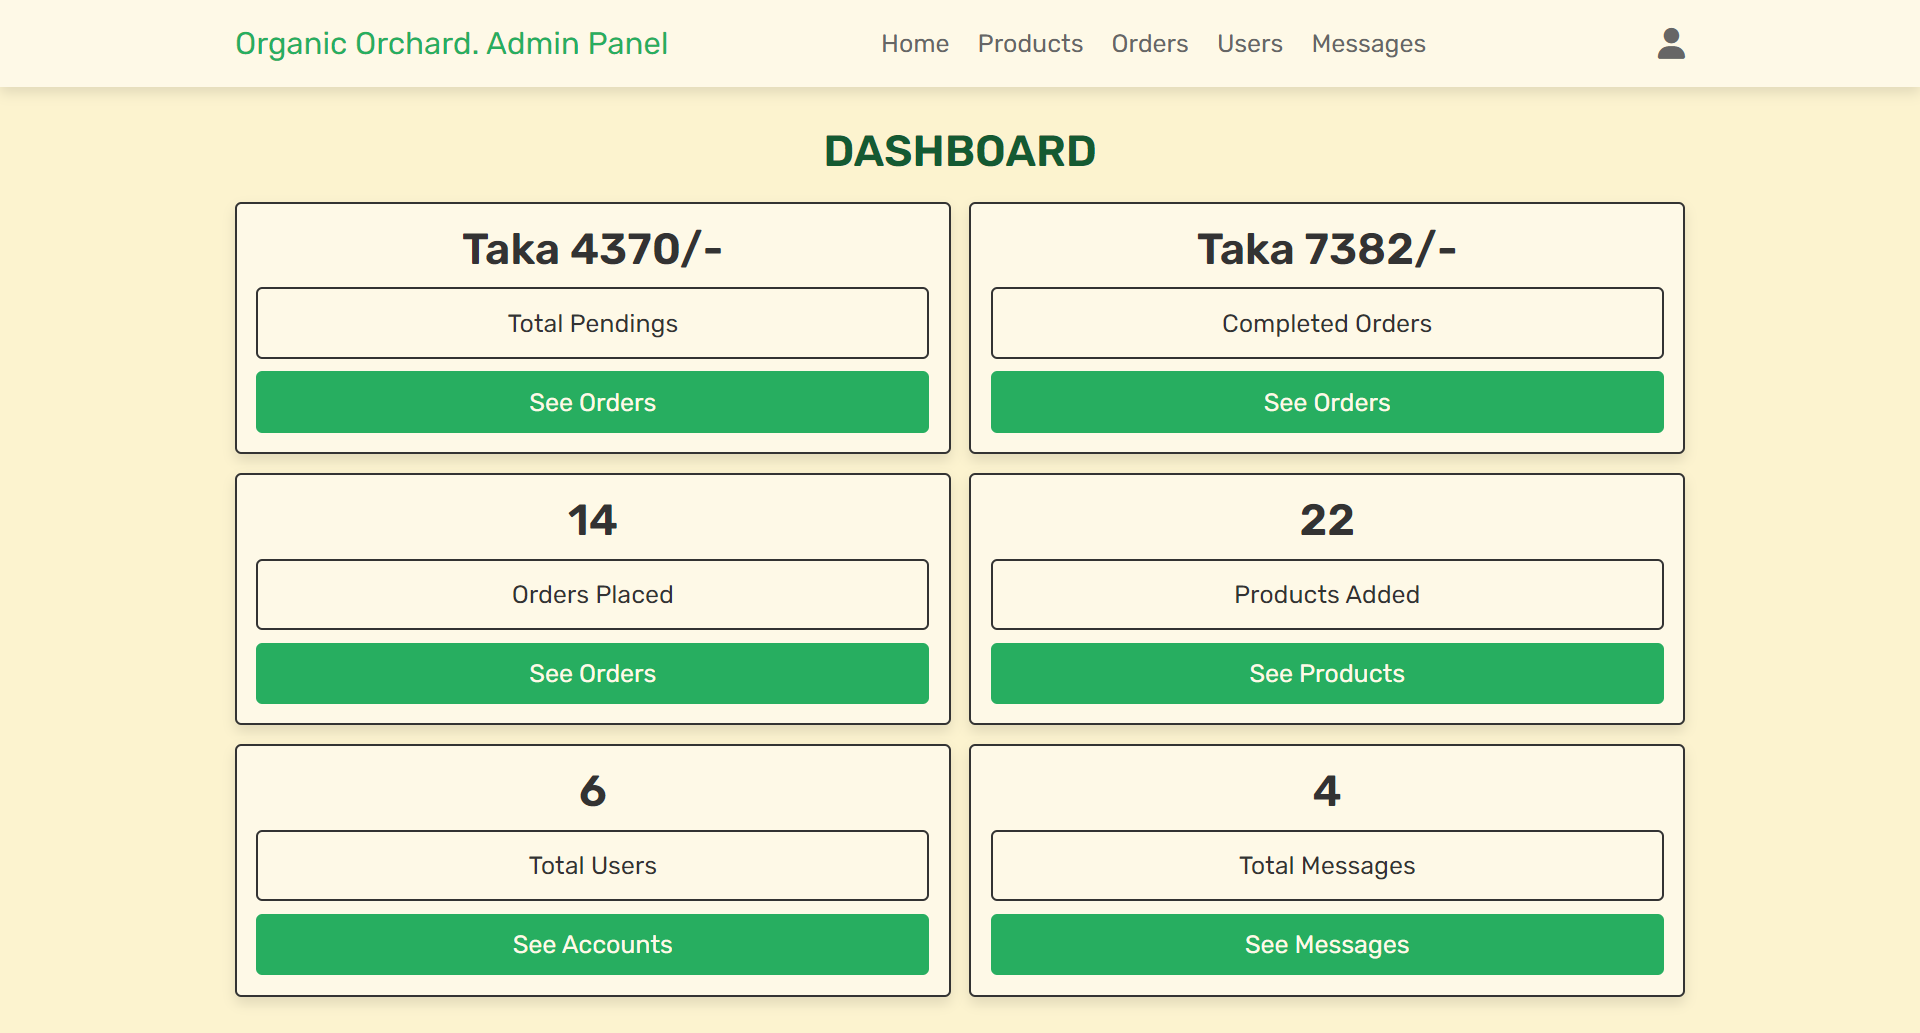 Organic Orchard. Admin Panel
Home Products Orders Users Messages
DASHBOARD
Taka 4370/-
Total Pendings
See Orders
Taka 7382/-
Completed Orders
See Orders
14
Orders Placed
See Orders
22
Products Added
See Products
6
Total Users
See Accounts
4
Total Messages
See Messages